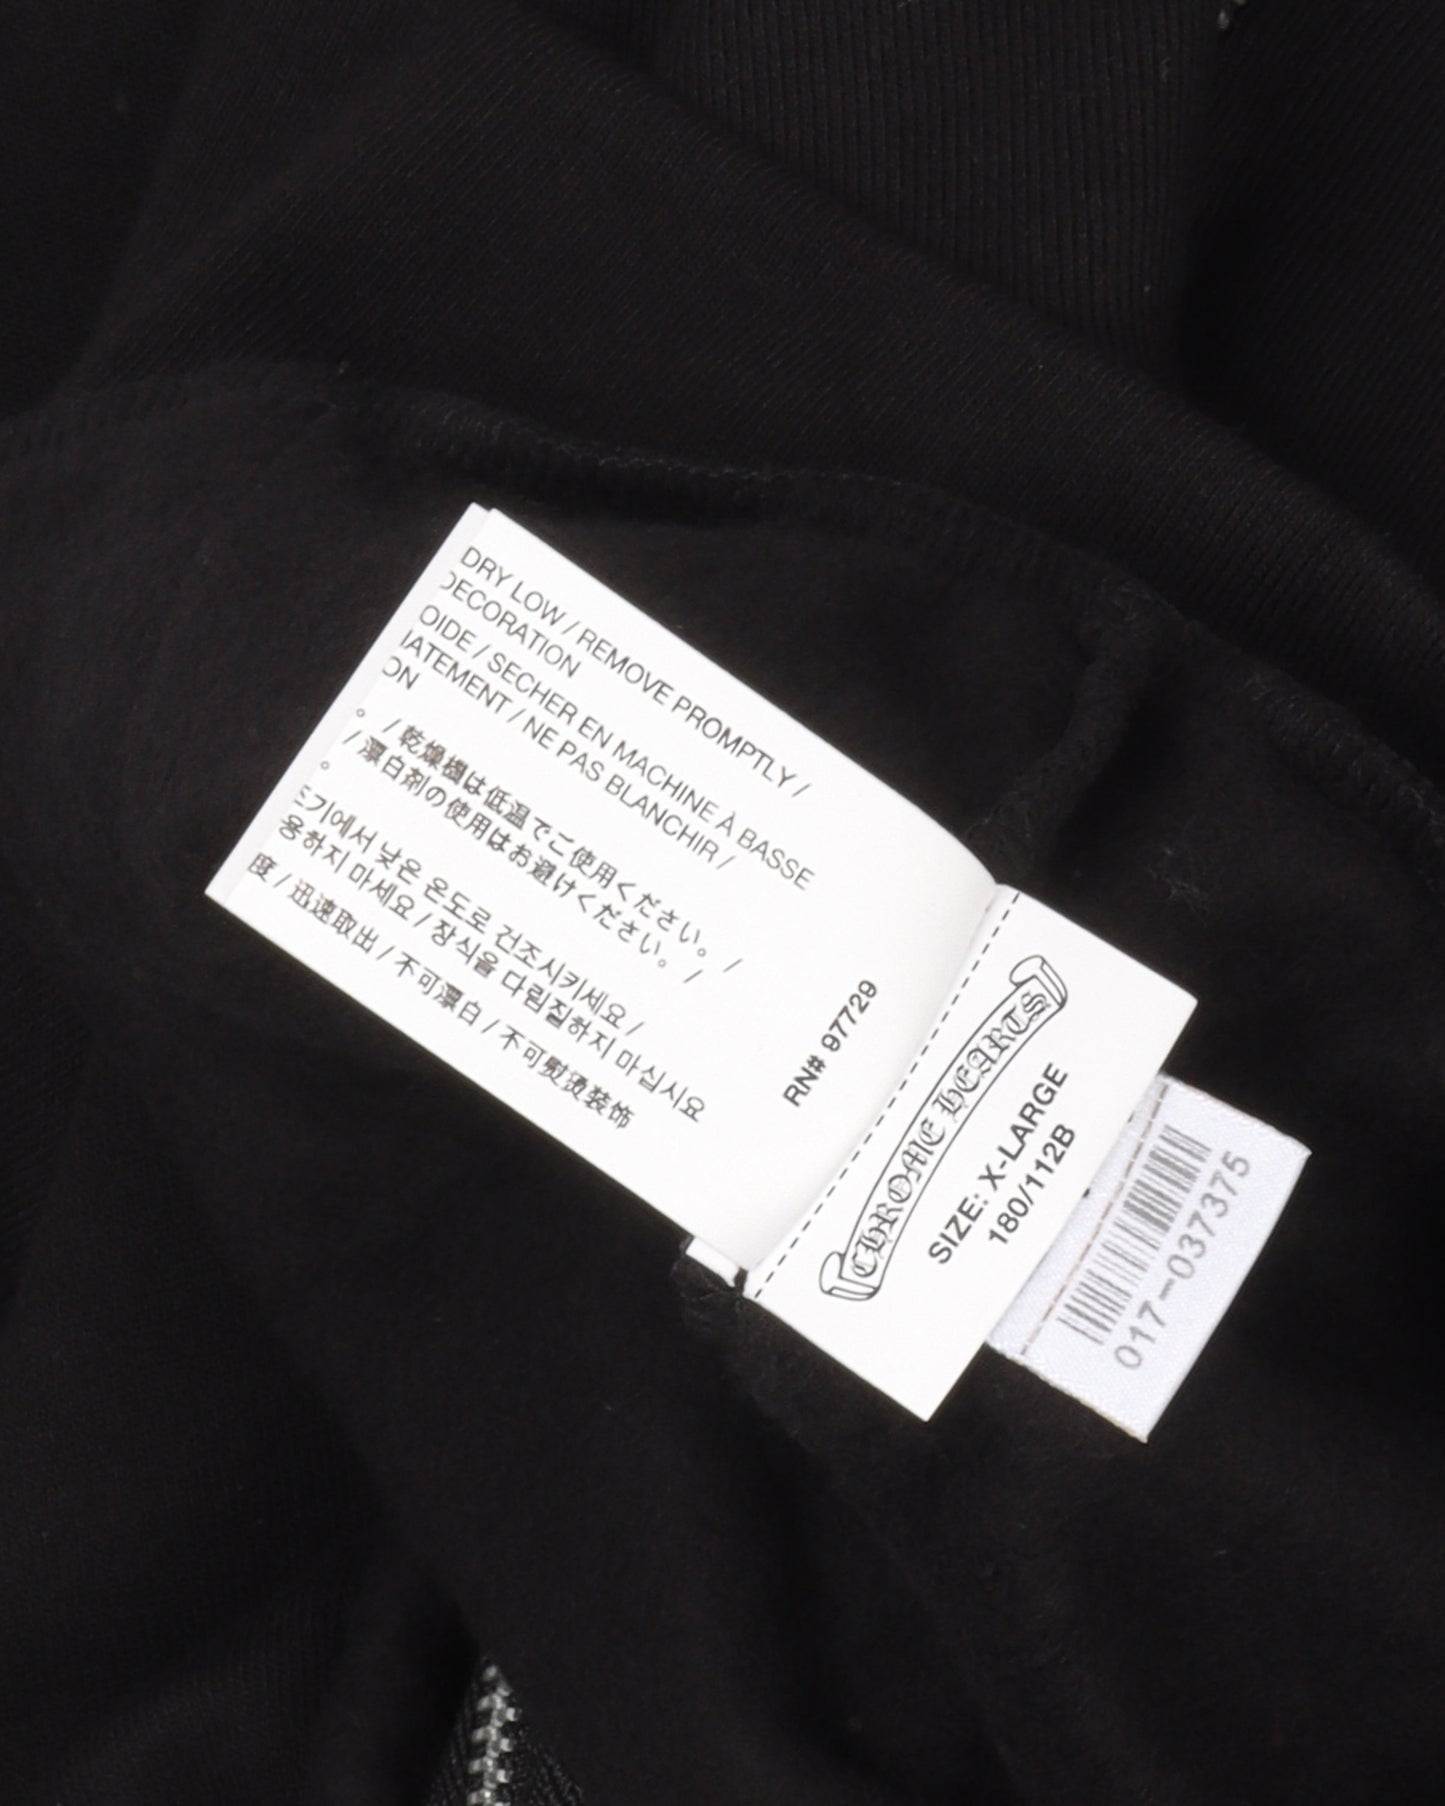 DRY LOW / REMOVE PROMPTLY /
DECORATION
OIDE / SECHER EN MACHINE À BASSE
IATEMENT / NE PAS BLANCHIR /
ON
。 / 乾燥機は低温でご使用ください。 /
/ 漂白剤の使用はお避けください。 /
。
조기에서 낮은 온도로 건조시키세요 /
용하지 마세요 / 장식을 다림질하지 마십시요
度 / 迅速取出 / 不可漂白 / 不可熨烫装饰
RN# 97729
CHROME HEARTS
SIZE: X-LARGE
180/112B
017-037375